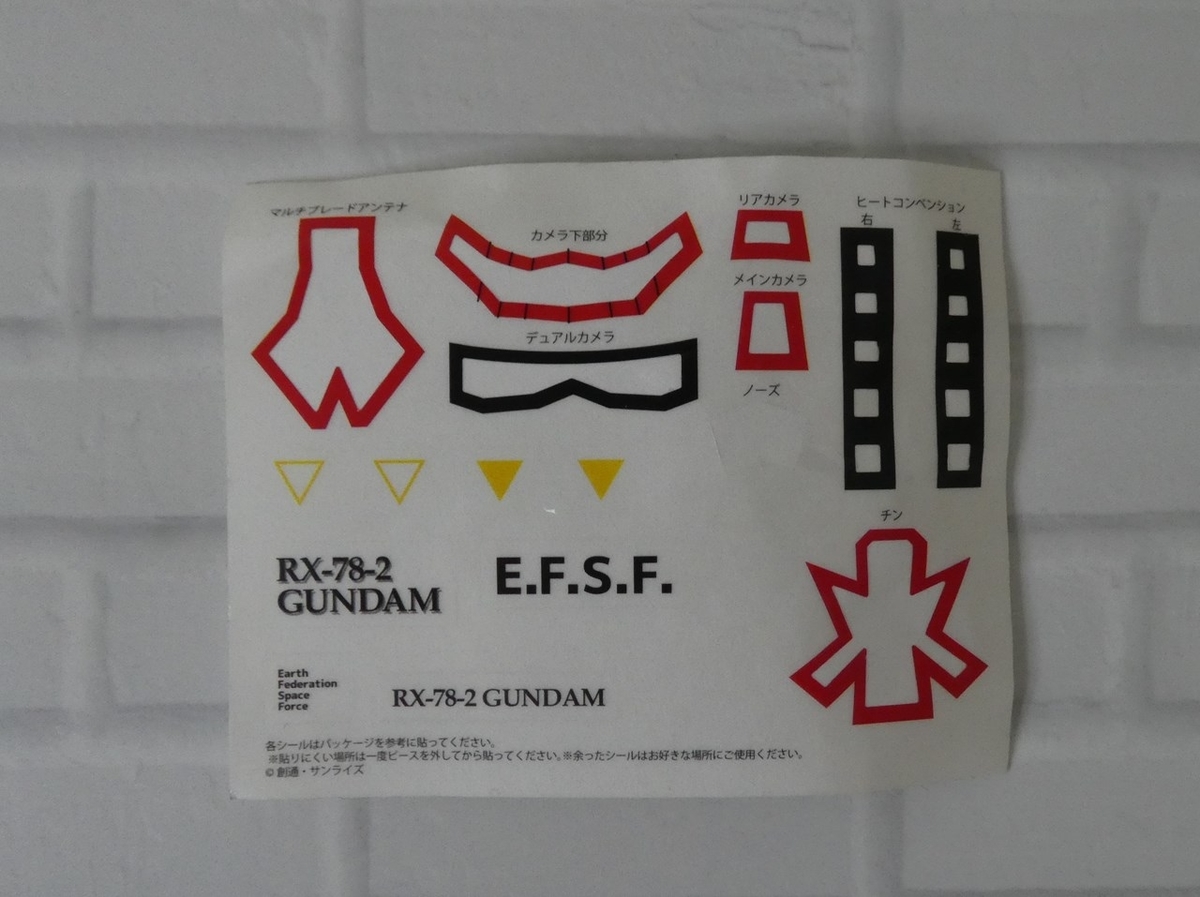 マルチブレードアンテナ
カメラ下部分
デュアルカメラ
リアカメラ
メインカメラ
ノーズ
ヒートコンベンション
右
左
チン
RX-78-2
GUNDAM
E.F.S.F.
Earth
Federation
Space
Force
RX-78-2 GUNDAM
各シールはパッケージを参考に貼ってください。
※貼りにくい場所は一度ピースを外してから貼ってください。※余ったシールはお好きな場所にご使用ください。
©創通・サンライズ